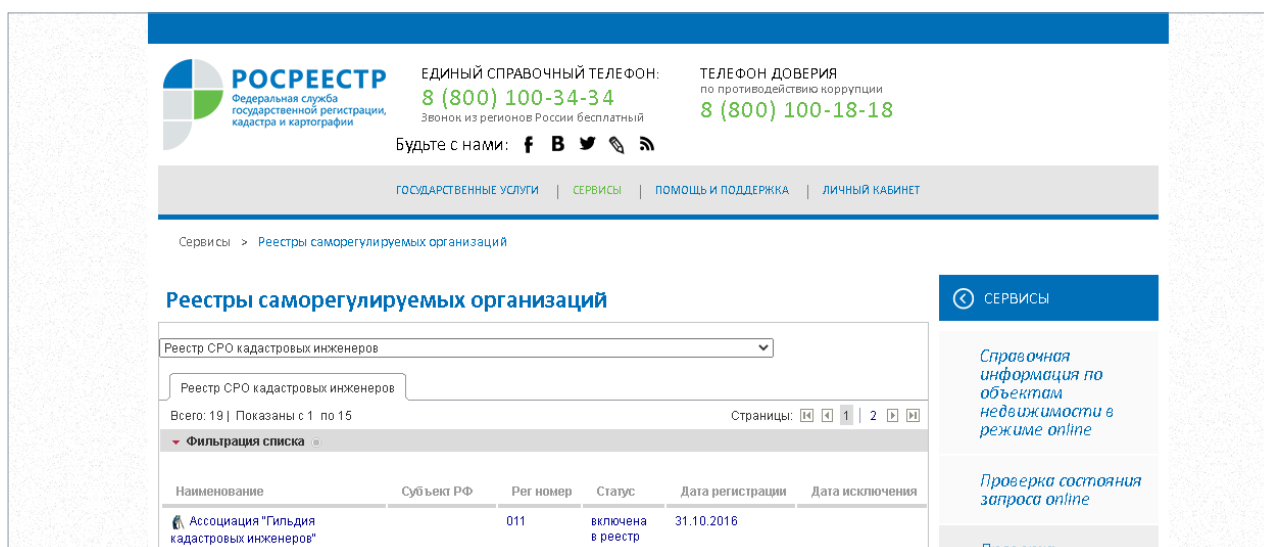 РОСРЕЕСТР
Федеральная служба
государственной регистрации,
кадастра и картографии
ЕДИНЫЙ СПРАВОЧНЫЙ ТЕЛЕФОН:
8 (800) 100-34-34
Звонок из регионов России бесплатный
ТЕЛЕФОН ДОВЕРИЯ
по противодействию коррупции
8 (800) 100-18-18
Будьте с нами:
ГОСУДАРСТВЕННЫЕ УСЛУГИ | СЕРВИСЫ | ПОМОЩЬ И ПОДДЕРЖКА | ЛИЧНЫЙ КАБИНЕТ
Сервисы > Реестры саморегулируемых организаций
Реестры саморегулируемых организаций
Реестр СРО кадастровых инженеров
Реестр СРО кадастровых инженеров
Всего: 19 | Показаны с 1 по 15 Страницы: 1 | 2
Фильтрация списка
Наименование Субъект РФ Рег номер Статус Дата регистрации Дата исключения
Ассоциация "Гильдия 011 включена 31.10.2016
кадастровых инженеров" в реестр
СЕРВИСЫ
Справочная
информация по
объектам
недвижимости в
режиме online
Проверка состояния
запроса online